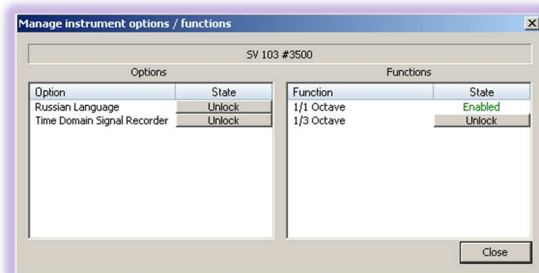 Manage instrument options / functions
SV 103 #3500
Options Functions
Option State Function State
Russian Language Unlock 1/1 Octave Enabled
Time Domain Signal Recorder Unlock 1/3 Octave Unlock
Close